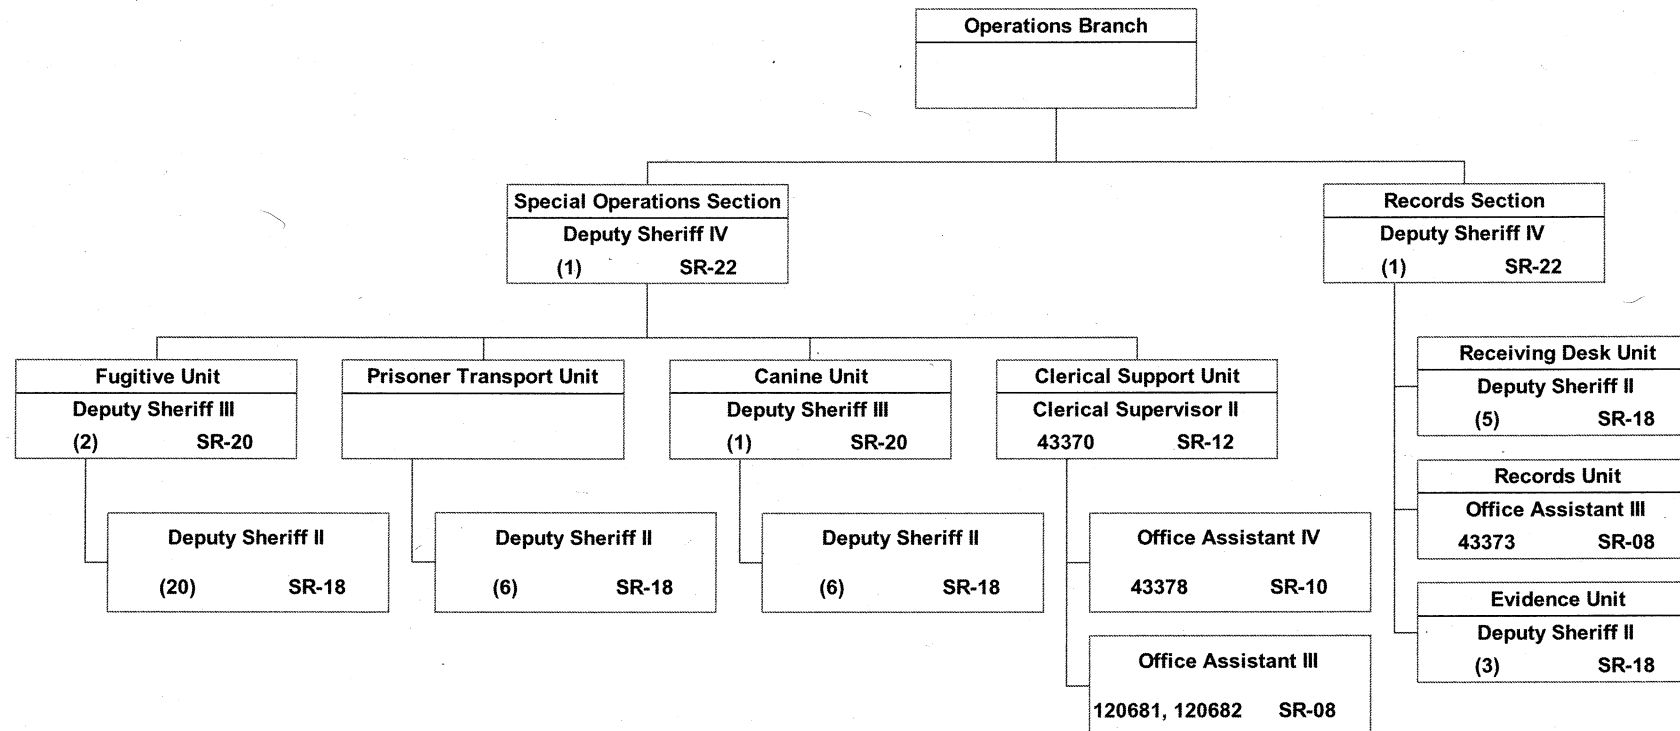 Operations Branch
Special Operations Section
Deputy Sheriff IV
(1) SR-22
Records Section
Deputy Sheriff IV
(1) SR-22
Fugitive Unit
Deputy Sheriff III
(2) SR-20
Prisoner Transport Unit
Canine Unit
Deputy Sheriff III
(1) SR-20
Clerical Support Unit
Clerical Supervisor II
43370 SR-12
Receiving Desk Unit
Deputy Sheriff II
(5) SR-18
Records Unit
Office Assistant III
43373 SR-08
Evidence Unit
Deputy Sheriff II
(3) SR-18
Deputy Sheriff II
(20) SR-18
Deputy Sheriff II
(6) SR-18
Deputy Sheriff II
(6) SR-18
Office Assistant IV
43378 SR-10
Office Assistant III
120681, 120682 SR-08